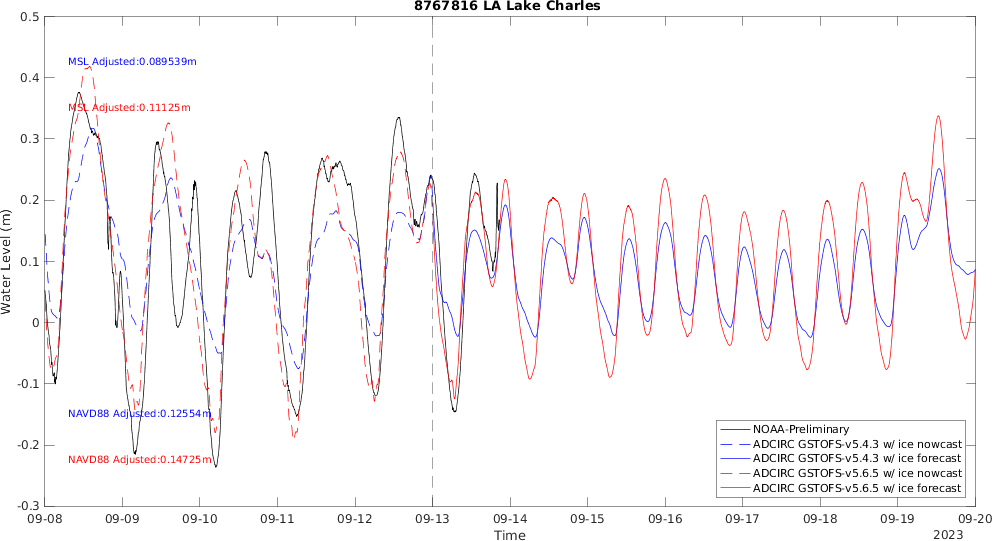 8767816 LA Lake Charles
0.5
0.4
0.3
0.2
0.1
0
-0.1
-0.2
-0.3
Water Level (m)
MSL Adjusted:0.089539m
MSL Adjusted:0.11125m
NAVD88 Adjusted:0.12554m
NAVD88 Adjusted:0.14725m
NOAA-Preliminary
ADCIRC GSTOFS-v5.4.3 w/ ice nowcast
ADCIRC GSTOFS-v5.4.3 w/ ice forecast
ADCIRC GSTOFS-v5.6.5 w/ ice nowcast
ADCIRC GSTOFS-v5.6.5 w/ ice forecast
09-08 09-09 09-10 09-11 09-12 09-13 09-14 09-15 09-16 09-17 09-18 09-19 09-20
Time
2023